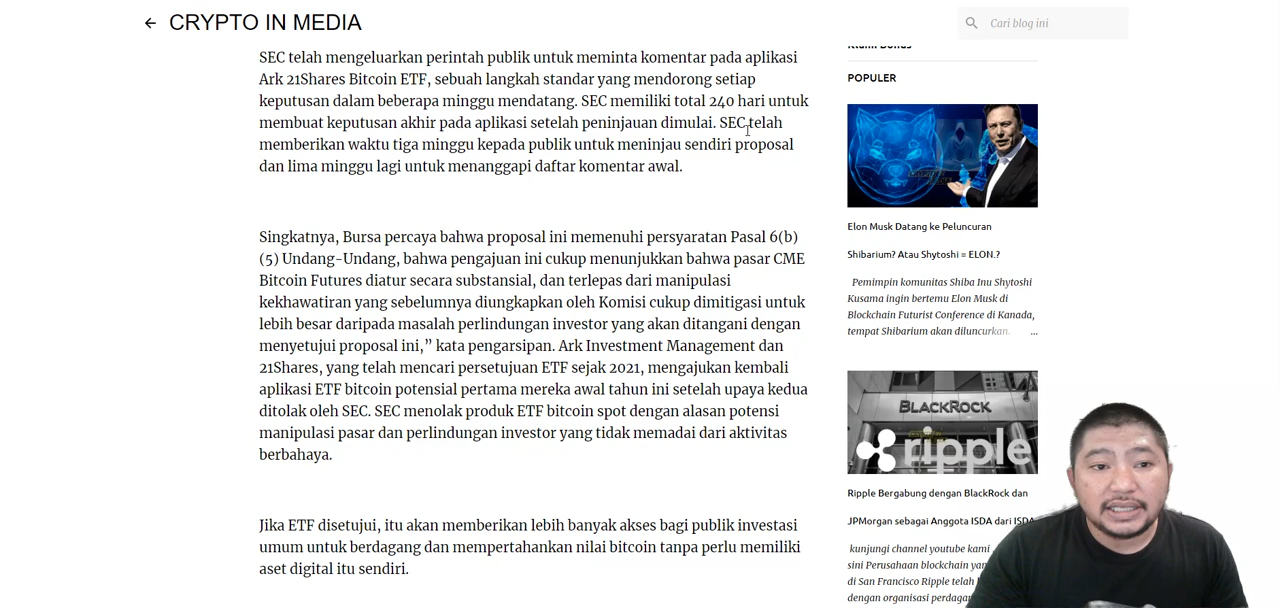 CRYPTO IN MEDIA
Cari blog ini
SEC telah mengeluarkan perintah publik untuk meminta komentar pada aplikasi
Ark 21Shares Bitcoin ETF, sebuah langkah standar yang mendorong setiap
keputusan dalam beberapa minggu mendatang. SEC memiliki total 240 hari untuk
membuat keputusan akhir pada aplikasi setelah peninjauan dimulai. SEC telah
memberikan waktu tiga minggu kepada publik untuk meninjau sendiri proposal
dan lima minggu lagi untuk menanggapi daftar komentar awal.
Singkatnya, Bursa percaya bahwa proposal ini memenuhi persyaratan Pasal 6(b)
(5) Undang-Undang, bahwa pengajuan ini cukup menunjukkan bahwa pasar CME
Bitcoin Futures diatur secara substansial, dan terlepas dari manipulasi
kekhawatiran yang sebelumnya diungkapkan oleh Komisi cukup dimitigasi untuk
lebih besar daripada masalah perlindungan investor yang akan ditangani dengan
menyetujui proposal ini,” kata pengarsipan. Ark Investment Management dan
21Shares, yang telah mencari persetujuan ETF sejak 2021, mengajukan kembali
aplikasi ETF bitcoin potensial pertama mereka awal tahun ini setelah upaya kedua
ditolak oleh SEC. SEC menolak produk ETF bitcoin spot dengan alasan potensi
manipulasi pasar dan perlindungan investor yang tidak memadai dari aktivitas
berbahaya.
Jika ETF disetujui, itu akan memberikan lebih banyak akses bagi publik investasi
umum untuk berdagang dan mempertahankan nilai bitcoin tanpa perlu memiliki
aset digital itu sendiri.
POPULER
Elon Musk Datang ke Peluncuran
Shibarium? Atau Shytoshi = ELON.?
Pemimpin komunitas Shiba Inu Shytoshi
Kusama ingin bertemu Elon Musk di
Blockchain Futurist Conference di Kanada,
tempat Shibarium akan diluncurkan. ...
BLACKROCK
ripple
Ripple Bergabung dengan BlackRock dan
JPMorgan sebagai Anggota ISDA dari ISDA
kunjungi channel youtube kami
sini Perusahaan blockchain
di San Francisco Ripple telah
dengan organisasi